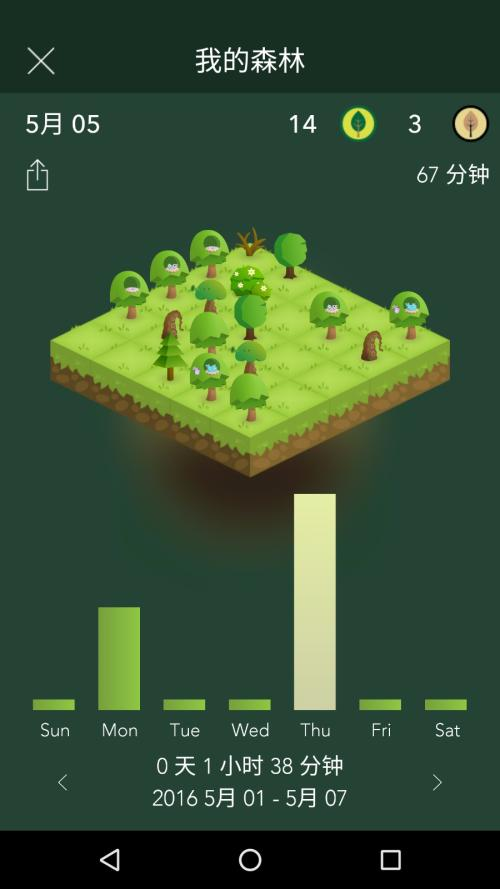 我的森林
5月 05 14 3
67 分钟
Sun Mon Tue Wed Thu Fri Sat
0 天 1 小时 38 分钟
2016 5月 01 - 5月 07